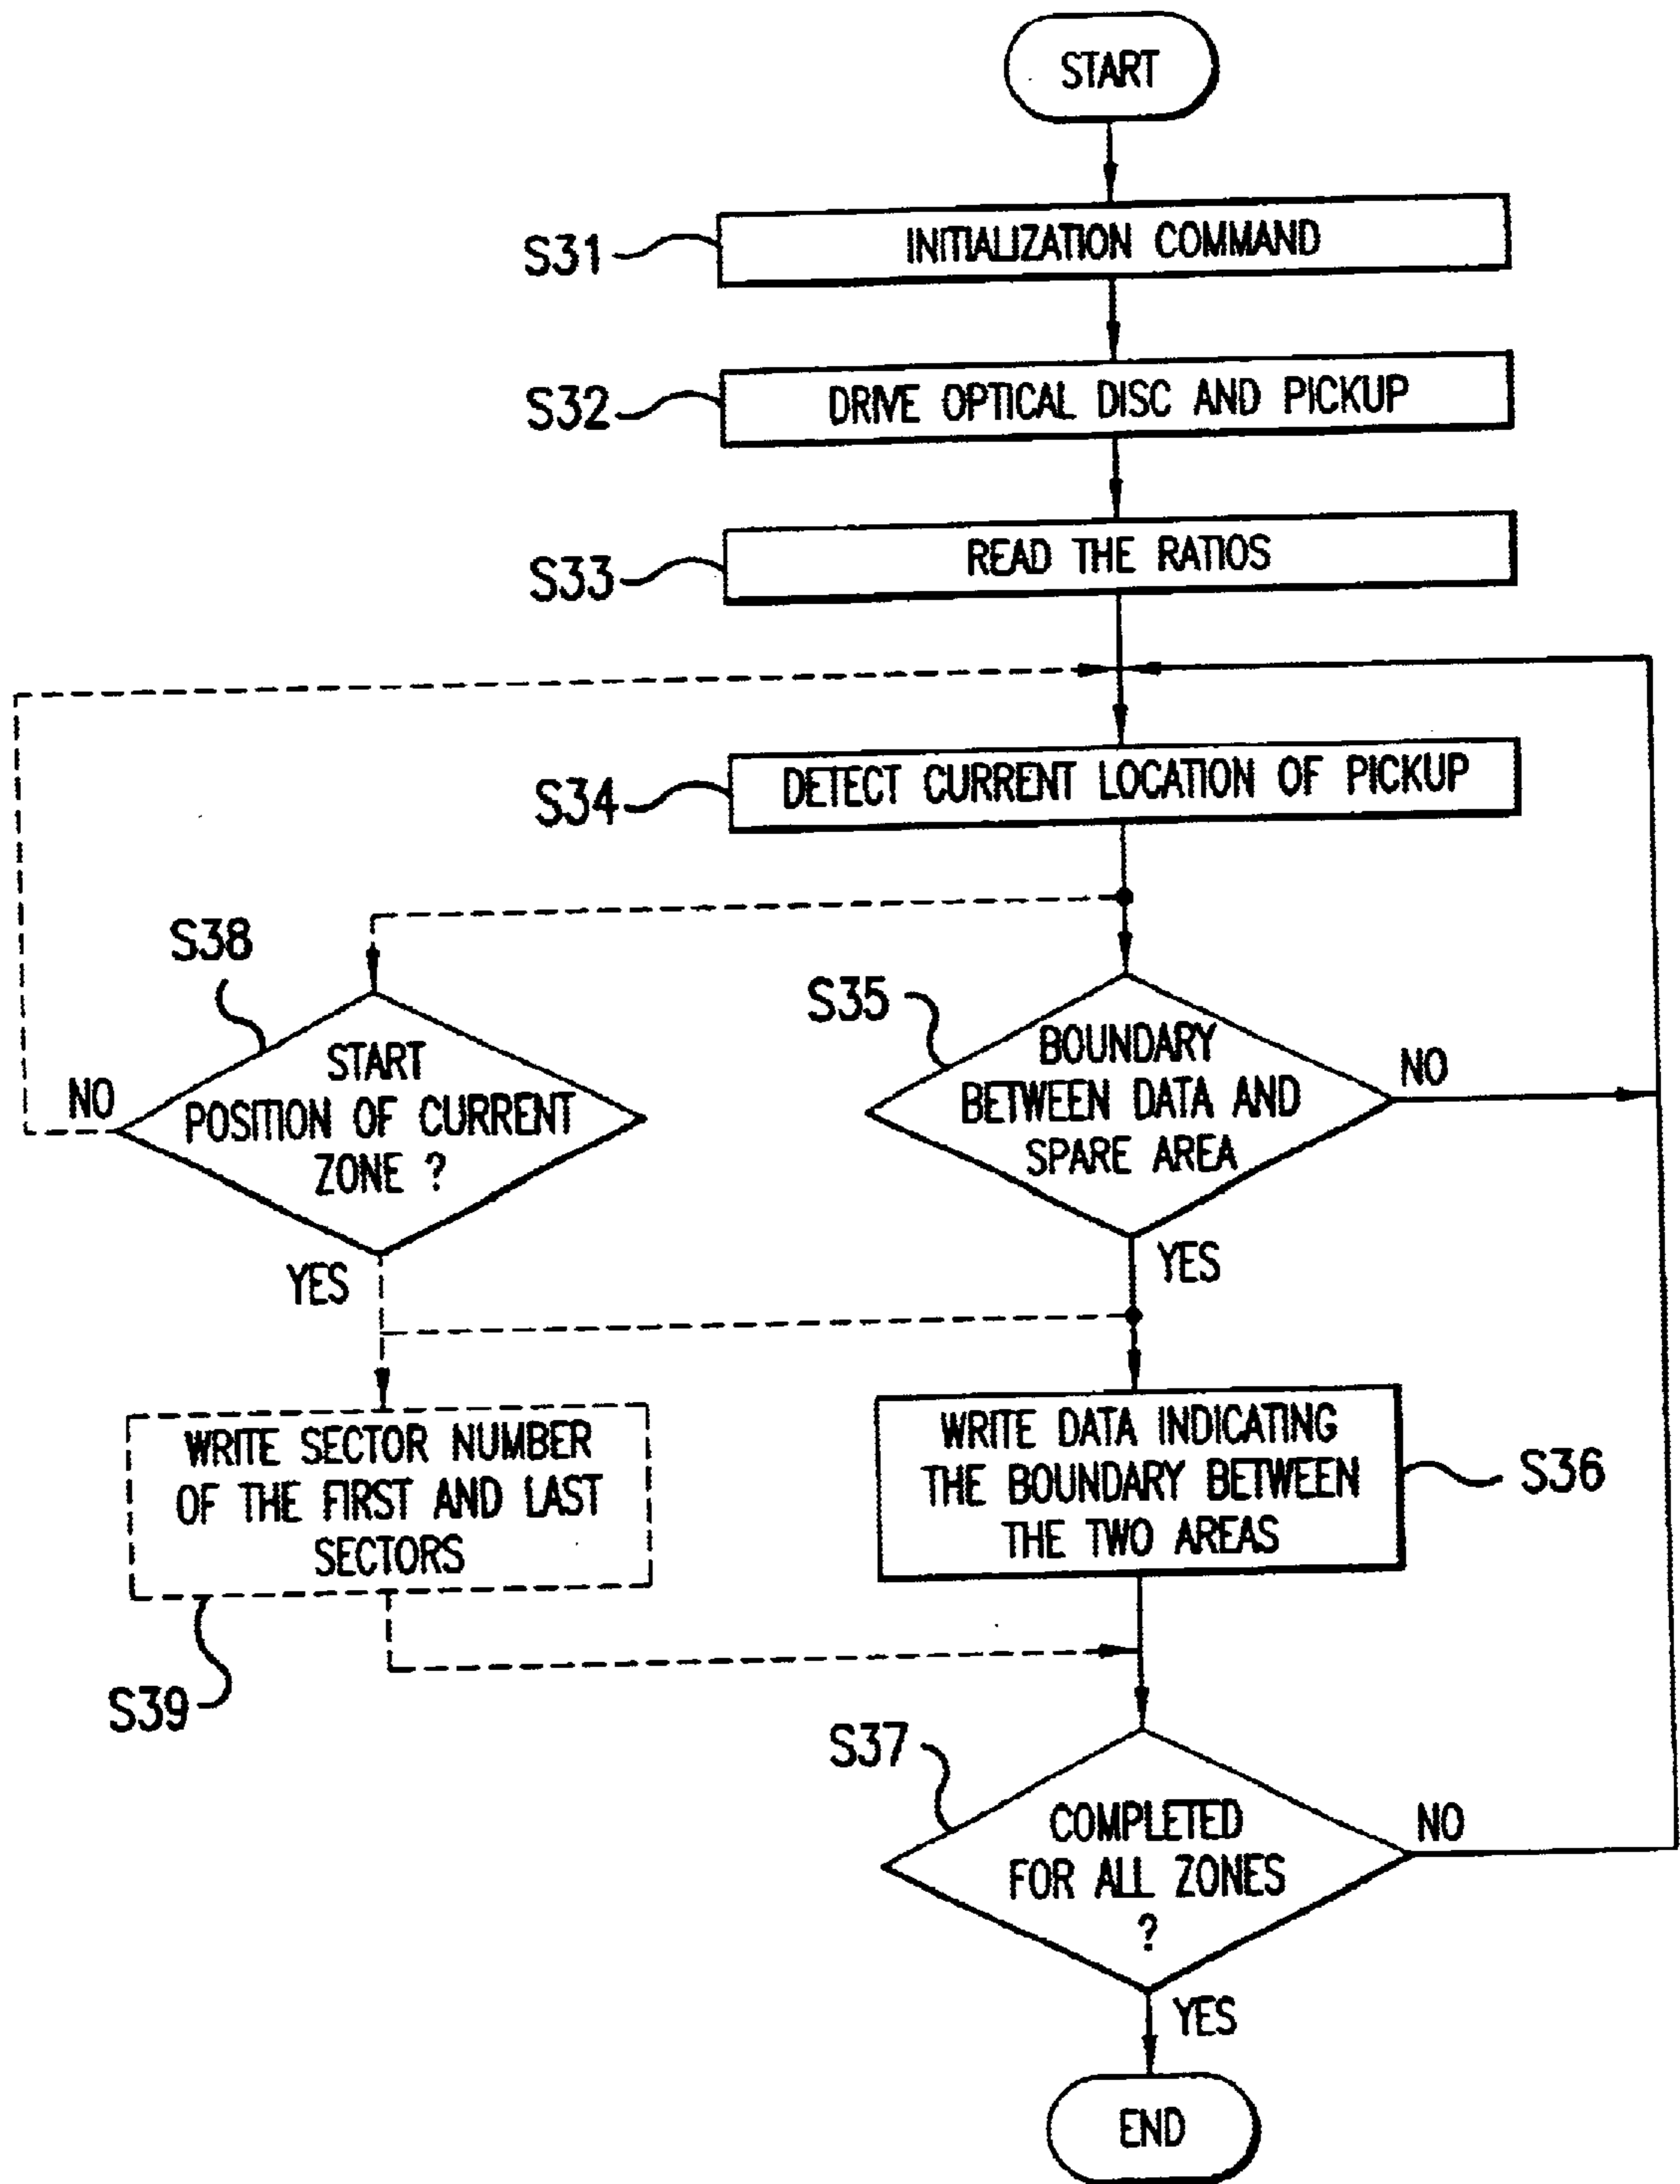 START
S31
INITIALIZATION COMMAND
S32
DRIVE OPTICAL DISC AND PICKUP
S33
READ THE RATIOS
S34
DETECT CURRENT LOCATION OF PICKUP
S38
START
POSITION OF CURRENT
ZONE ?
NO
YES
S35
BOUNDARY
BETWEEN DATA AND
SPARE AREA
NO
YES
WRITE SECTOR NUMBER
OF THE FIRST AND LAST
SECTORS
S39
WRITE DATA INDICATING
THE BOUNDARY BETWEEN
THE TWO AREAS
S36
S37
COMPLETED
FOR ALL ZONES
?
NO
YES
END